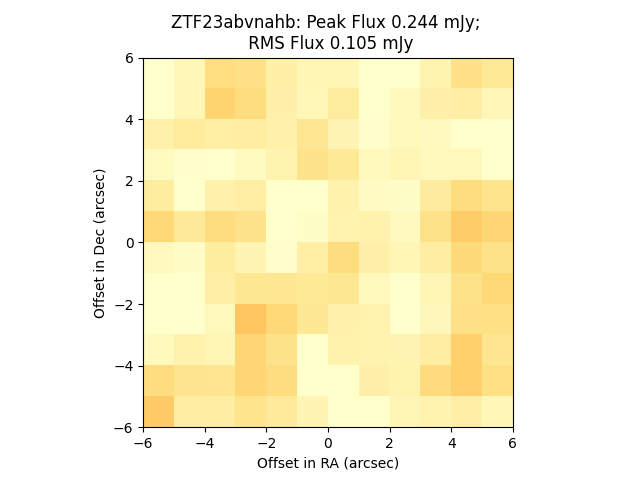 ZTF23abvnahb: Peak Flux 0.244 mJy;
RMS Flux 0.105 mJy
6
4
2
0
−2
−4
−6
Offset in Dec (arcsec)
−6 −4 −2 0 2 4 6
Offset in RA (arcsec)